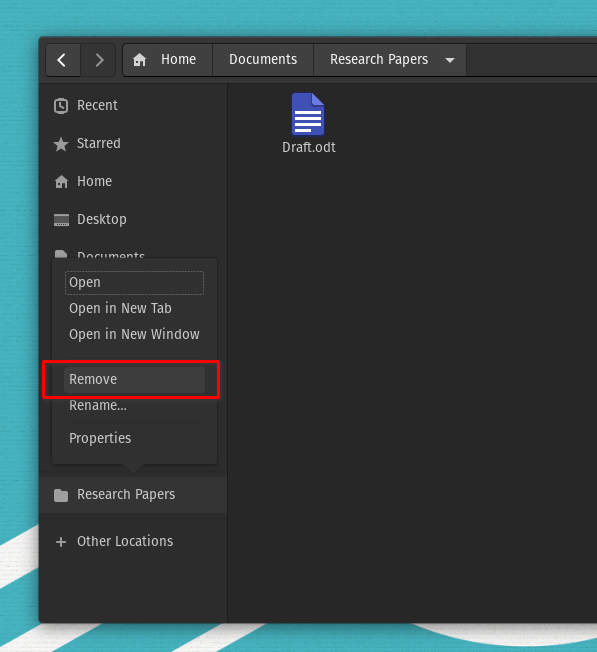 Home Documents Research Papers
Recent
Starred
Home
Desktop
Documents
Open
Open in New Tab
Open in New Window
Remove
Rename...
Properties
Research Papers
Other Locations
Draft.odt